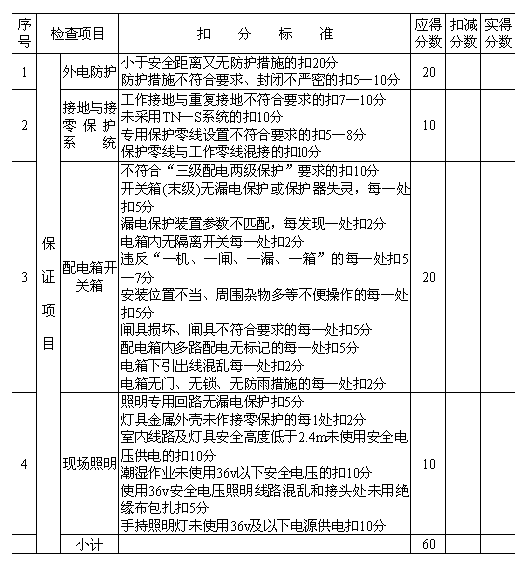 序号 检查项目 扣 分 标 准 应得分数 扣减分数 实得分数
保证项目
1 外电防护 20
小于安全距离又无防护措施的扣20分
防护措施不符合要求、封闭不严密的扣5—10分
2 接地与接零保护系统 10
工作接地与重复接地不符合要求的扣7—10分
未采用TN—S系统的扣10分
专用保护零线设置不符合要求的扣5—8分
保护零线与工作零线混接的扣10分
3 配电箱开关箱 20
不符合“三级配电两级保护”要求的扣10分
开关箱(末级)无漏电保护或保护器失灵，每一处
扣5分
漏电保护装置参数不匹配，每发现一处扣2分
电箱内无隔离开关每一处扣2分
违反“一机、一闸、一漏、一箱”的每一处扣5
—7分
安装位置不当、周围杂物多等不便操作的每一处
扣5分
闸具损坏、闸具不符合要求的每一处扣5分
配电箱内多路配电无标记的每一处扣5分
电箱下引出线混乱每一处扣2分
电箱无门、无锁、无防雨措施的每一处扣2分
4 现场照明 10
照明专用回路无漏电保护扣5分
灯具金属外壳未作接零保护的每1处扣2分
室内线路及灯具安全高度低于2.4m未使用安全电
压供电的扣10分
潮湿作业未使用36v以下安全电压的扣10分
使用36v安全电压照明线路混乱和接头处未用绝
缘布包扎扣5分
手持照明灯未使用36v及以下电源供电扣10分
小计 60